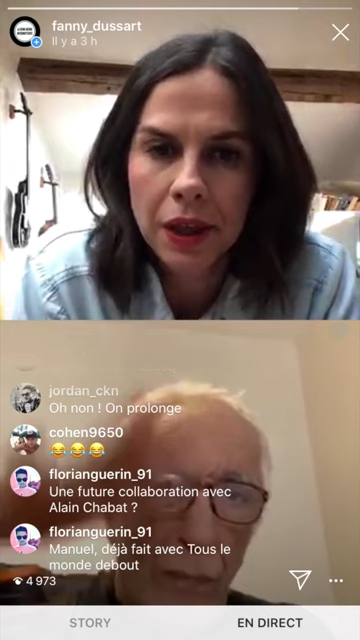 fanny_dussart
Il y a 3 h
jordan_ckn
Oh non ! On prolonge
cohen9650
😂😂😂
florianguerin_91
Une future collaboration avec
Alain Chabat ?
florianguerin_91
Manuel, déjà fait avec Tous le
monde debout
4 973
STORY
EN DIRECT